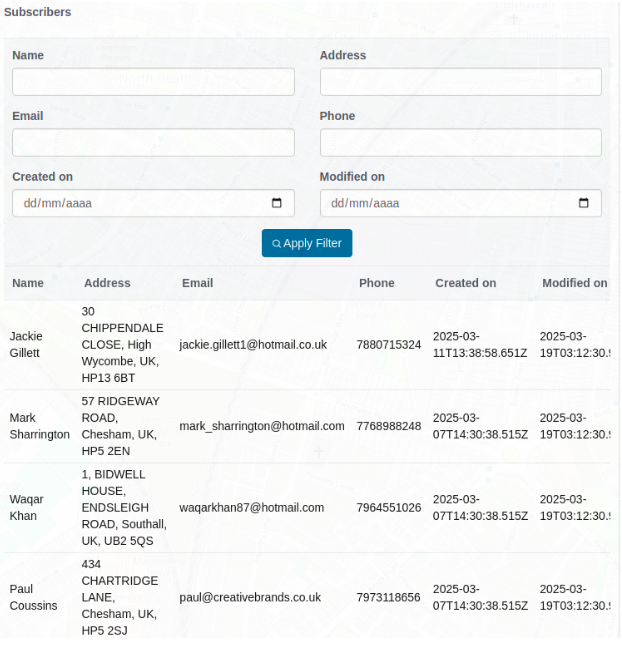 Subscribers
Name Address
Email Phone
Created on Modified on
dd/mm/aaaa dd/mm/aaaa
Apply Filter
Name Address Email Phone Created on Modified on
30
CHIPPENDALE
Jackie CLOSE, High jackie.gillett1@hotmail.co.uk 7880715324 2025-03- 2025-03-
Gillett Wycombe, UK, 11T13:38:58.651Z 19T03:12:30.9
HP13 6BT
57 RIDGEWAY
Mark ROAD, mark_sharrington@hotmail.com 7768988248 2025-03- 2025-03-
Sharrington Chesham, UK, 07T14:30:38.515Z 19T03:12:30.9
HP5 2EN
1, BIDWELL
HOUSE,
Waqar ENDSLEIGH waqarkhan87@hotmail.com 7964551026 2025-03- 2025-03-
Khan ROAD, Southall, 07T14:30:38.515Z 19T03:12:30.9
UB2 5QS
434
CHARTRIDGE
Paul LANE, paul@creativebrands.co.uk 7973118656 2025-03- 2025-03-
Coussins Chesham, UK, 07T14:30:38.515Z 19T03:12:30.9
HP5 2SJ